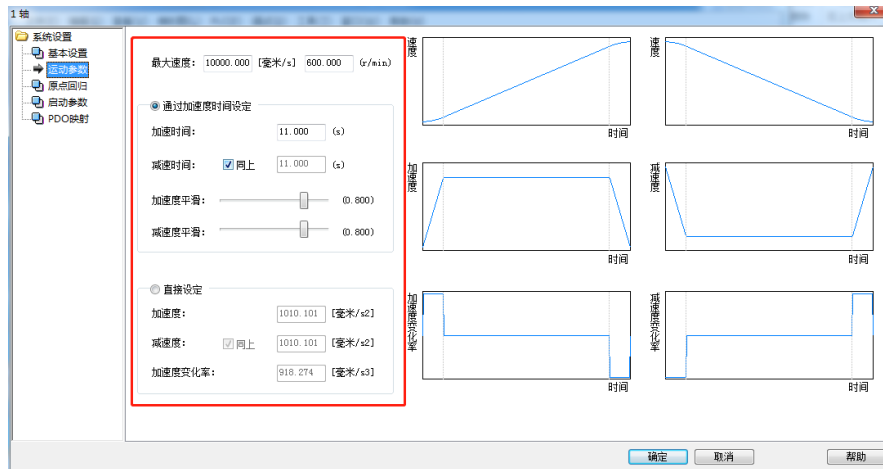 1 轴
系统设置
基本设置
运动参数
原点回归
启动参数
PDO映射
最大速度: 10000.000 [毫米/s] 600.000 (r/min)
通过加速度时间设定
加速时间: 11.000 (s)
减速时间: 同上 11.000 (s)
加速度平滑: (0.800)
减速度平滑: (0.800)
直接设定
加速度: 1010.101 [毫米/s2]
减速度: 同上 1010.101 [毫米/s2]
加速度变化率: 918.274 [毫米/s3]
速度
时间
速度
时间
加速度
时间
减速度
时间
加速度变化率
时间
减速度变化率
时间
确定
取消
帮助